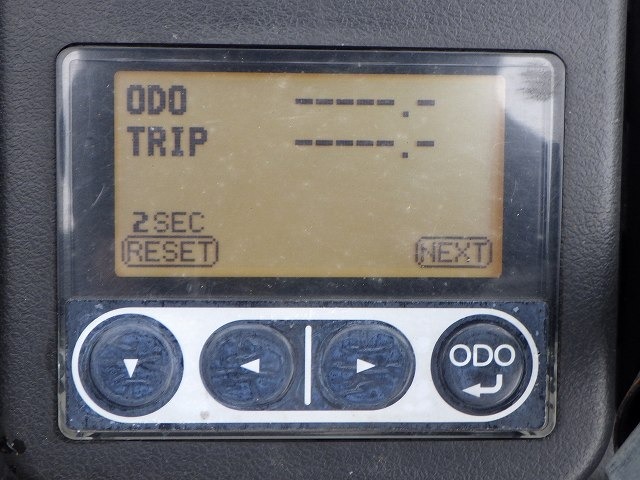 ODO -----.-
TRIP -----.-
2SEC
RESET NEXT
ODO